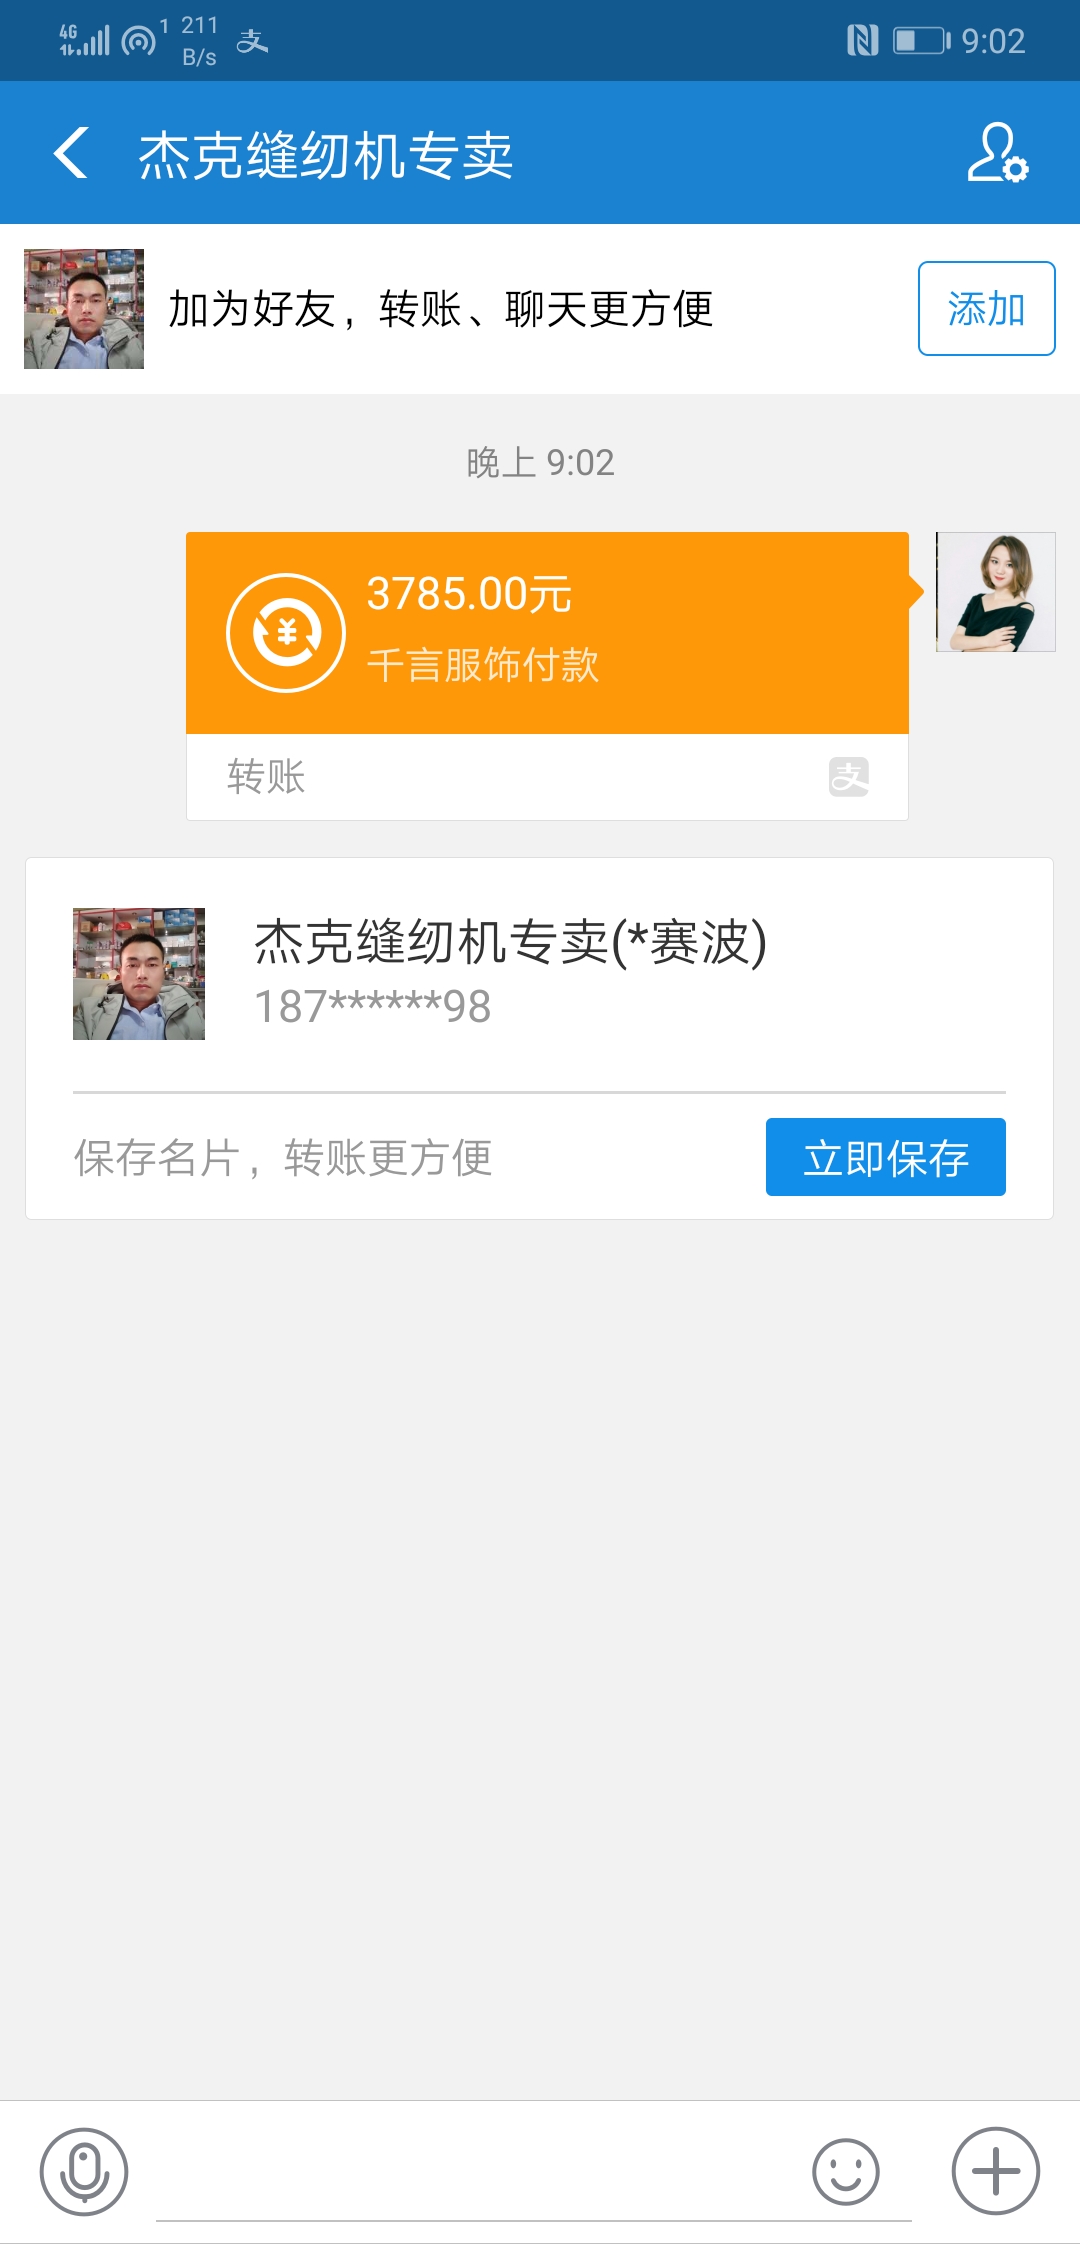 4G 1 211 9:02
B/s
杰克缝纫机专卖
加为好友，转账、聊天更方便 添加
晚上 9:02
3785.00元
千言服饰付款
转账 支
杰克缝纫机专卖(*赛波)
187******98
保存名片，转账更方便 立即保存